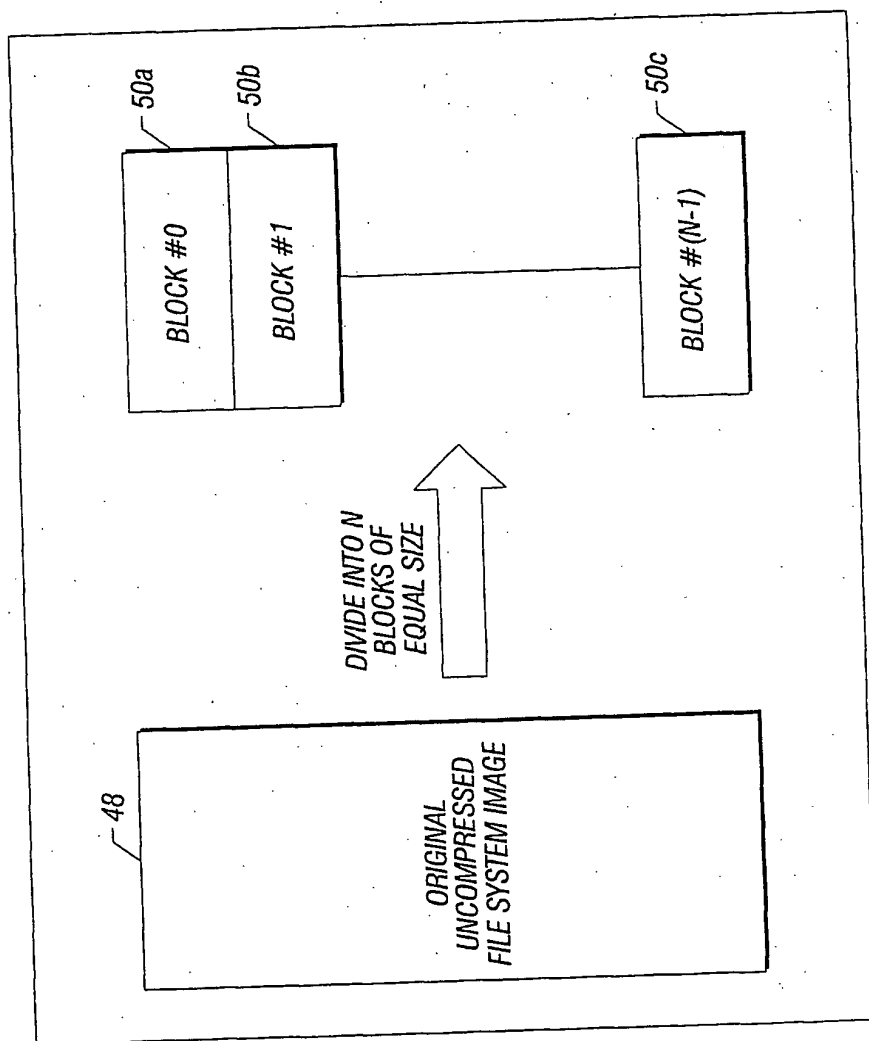 48
ORIGINAL
UNCOMPRESSED
FILE SYSTEM IMAGE
DIVIDE INTO N
BLOCKS OF
EQUAL SIZE
50a
BLOCK #0
50b
BLOCK #1
50c
BLOCK #(N-1)